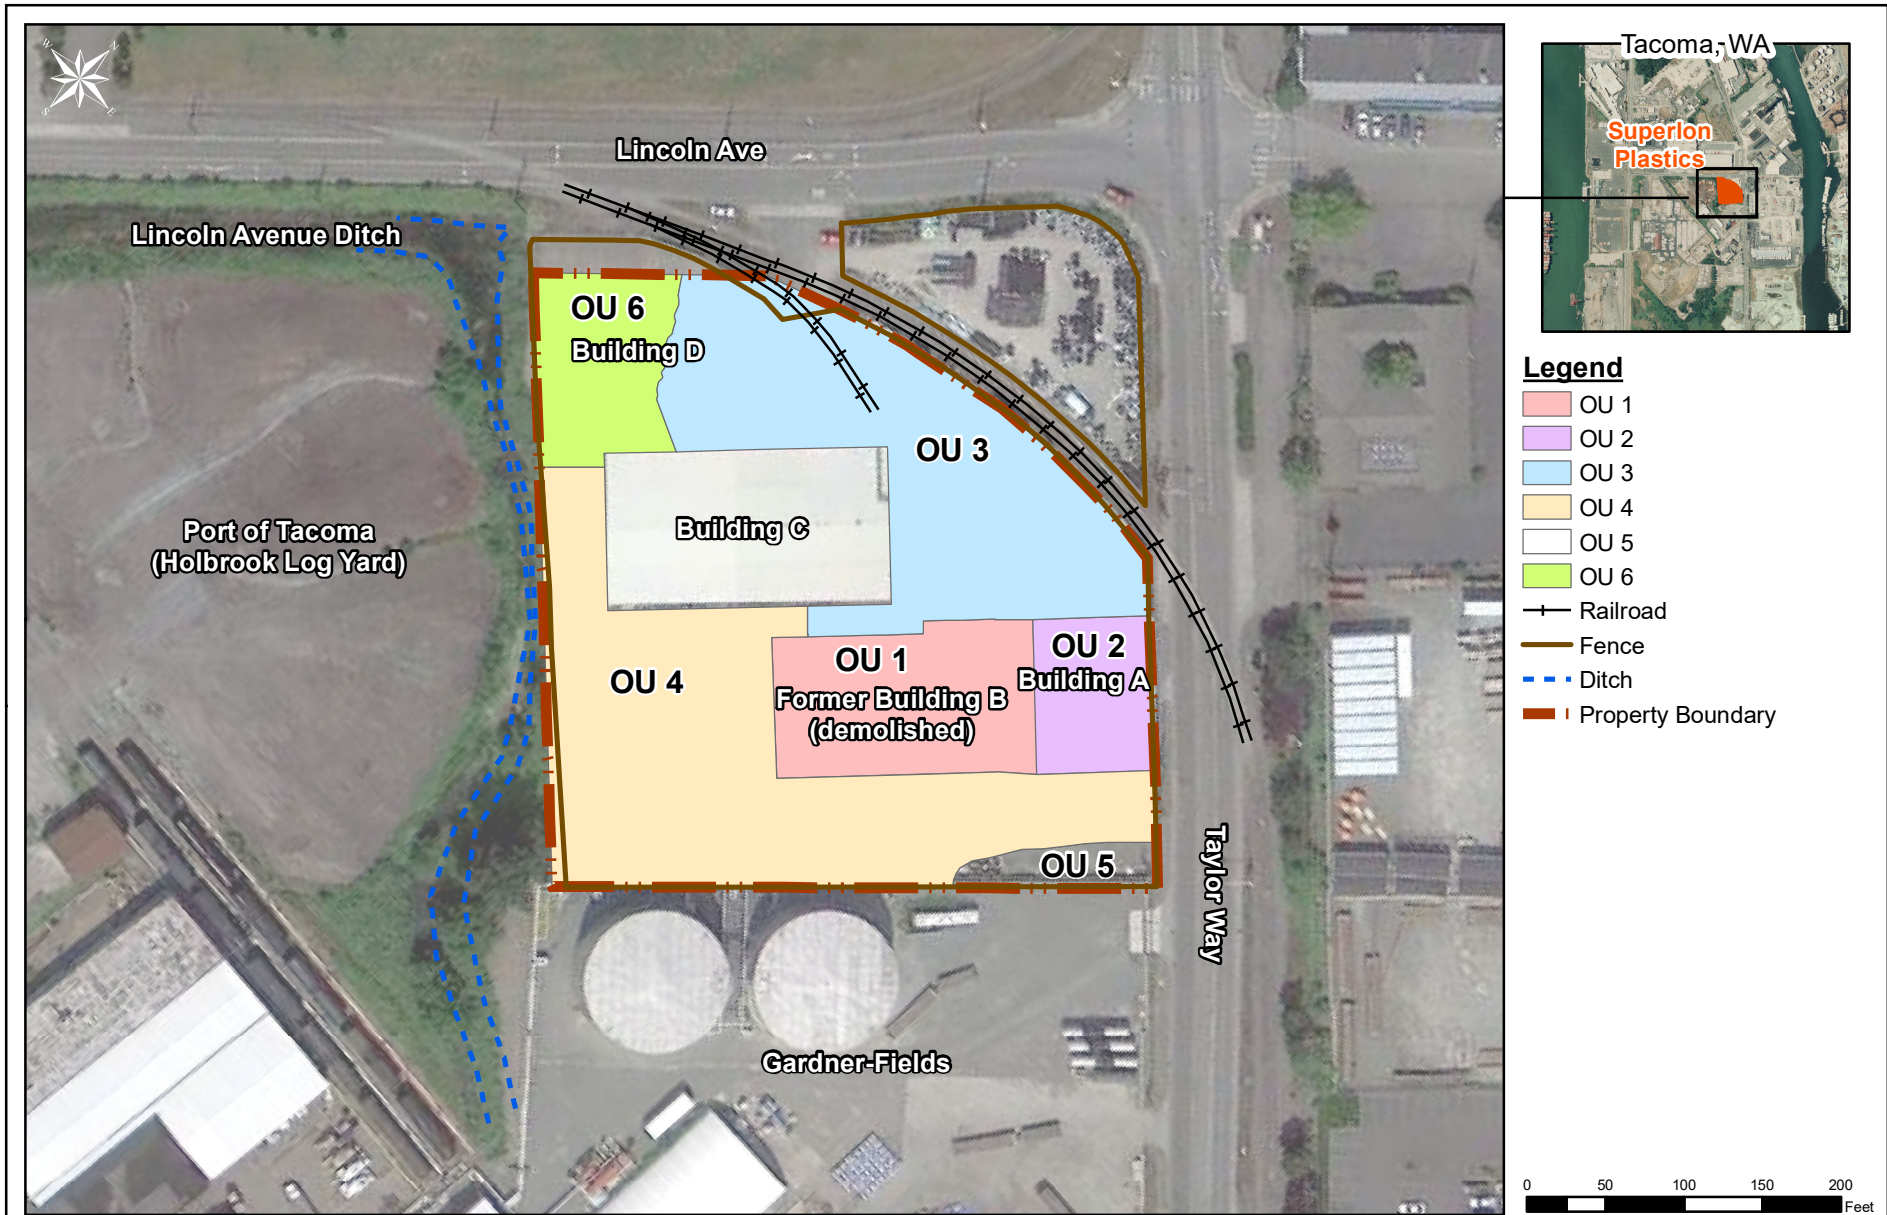 W
N
S
E
Lincoln Ave
Lincoln Avenue Ditch
OU 6
Building D
OU 3
Building C
Port of Tacoma
(Holbrook Log Yard)
OU 4
OU 1
Former Building B
(demolished)
OU 2
Building A
OU 5
Taylor Way
Gardner-Fields
Tacoma, WA
Superlon
Plastics
Legend
OU 1
OU 2
OU 3
OU 4
OU 5
OU 6
Railroad
Fence
Ditch
Property Boundary
0 50 100 150 200
Feet